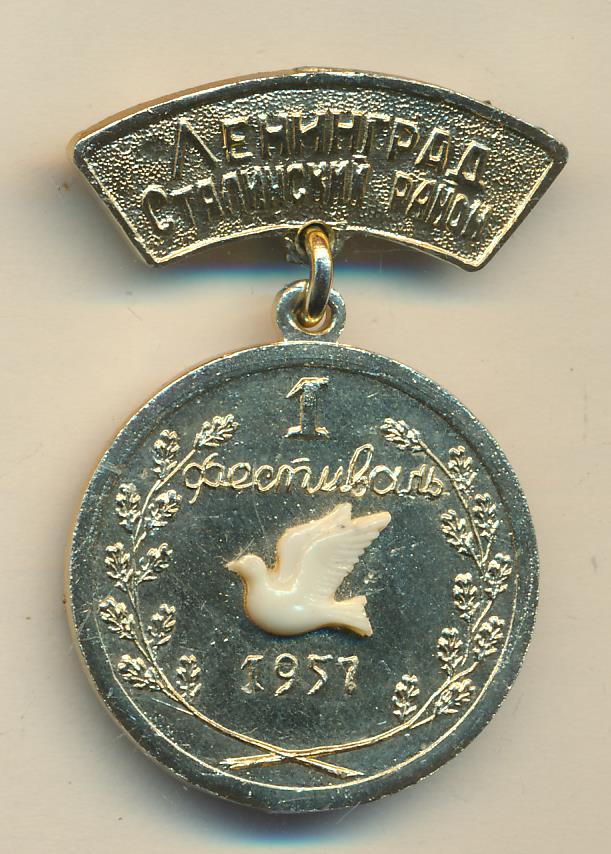 ЛЕНИНГРАД
СТАЛИНСКИЙ РАЙОН
1
фестиваль
1957